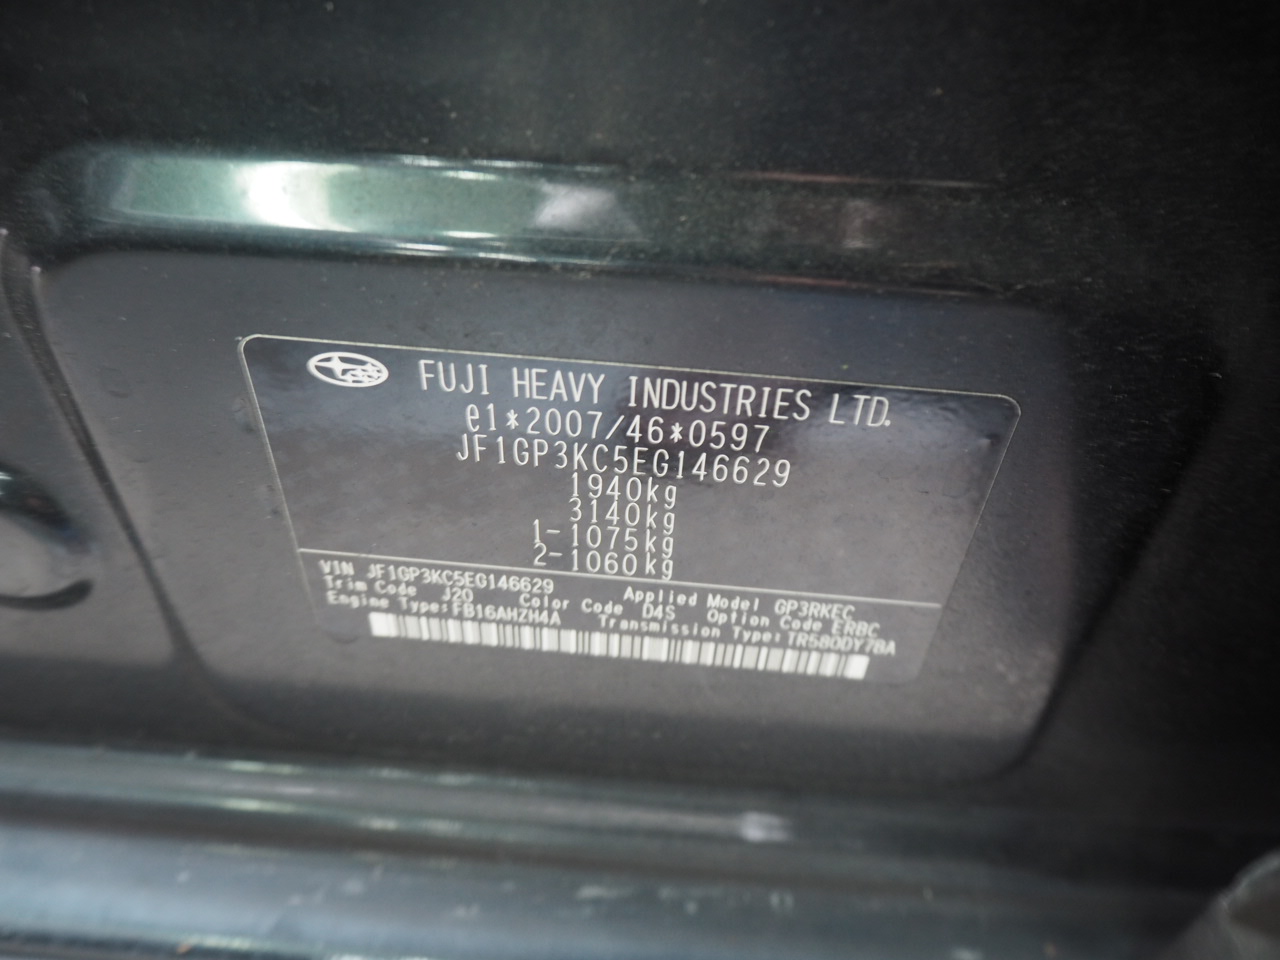 FUJI HEAVY INDUSTRIES LTD.
e1*2007/46*0597
JF1GP3KC5EG146629
1940kg
3140kg
1-1075kg
2-1060kg
VIN JF1GP3KC5EG146629 Applied Model GP3RKEC
Trim Code J20 Color Code D4S Option Code ERBC
Engine Type:FB16AHZH4A Transmission Type:TR580DY7BA